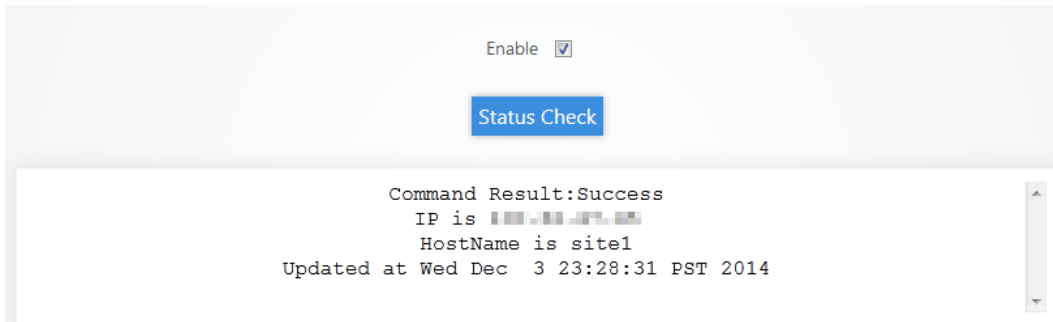 Enable
Status Check
Command Result:Success
IP is
HostName is site1
Updated at Wed Dec  3 23:28:31 PST 2014